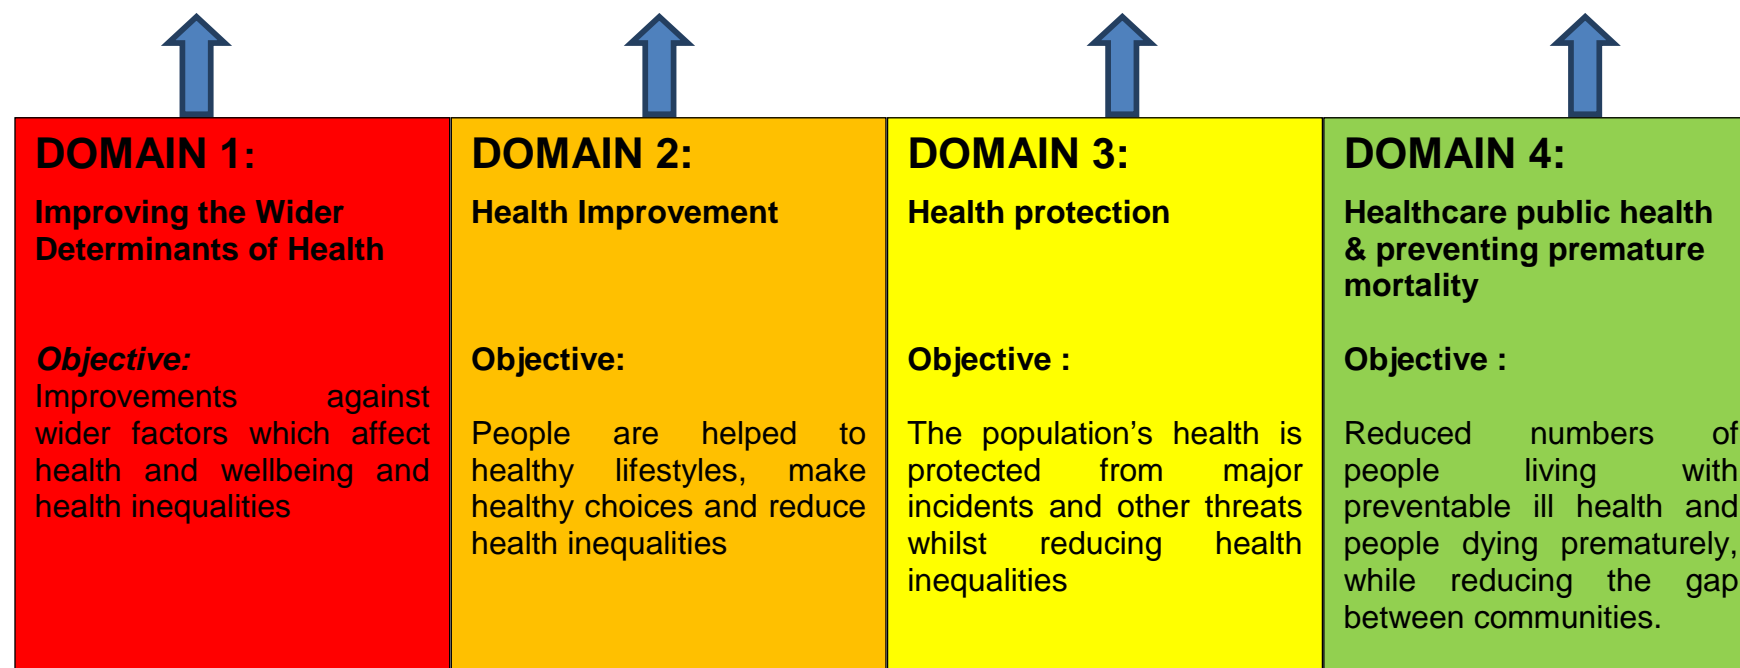 DOMAIN 1:
Improving the Wider
Determinants of Health
Objective:
Improvements against
wider factors which affect
health and wellbeing and
health inequalities
DOMAIN 2:
Health Improvement
Objective:
People are helped to
healthy lifestyles, make
healthy choices and reduce
health inequalities
DOMAIN 3:
Health protection
Objective :
The population’s health is
protected from major
incidents and other threats
whilst reducing health
inequalities
DOMAIN 4:
Healthcare public health
& preventing premature
mortality
Objective :
Reduced numbers of
people living with
preventable ill health and
people dying prematurely,
while reducing the gap
between communities.